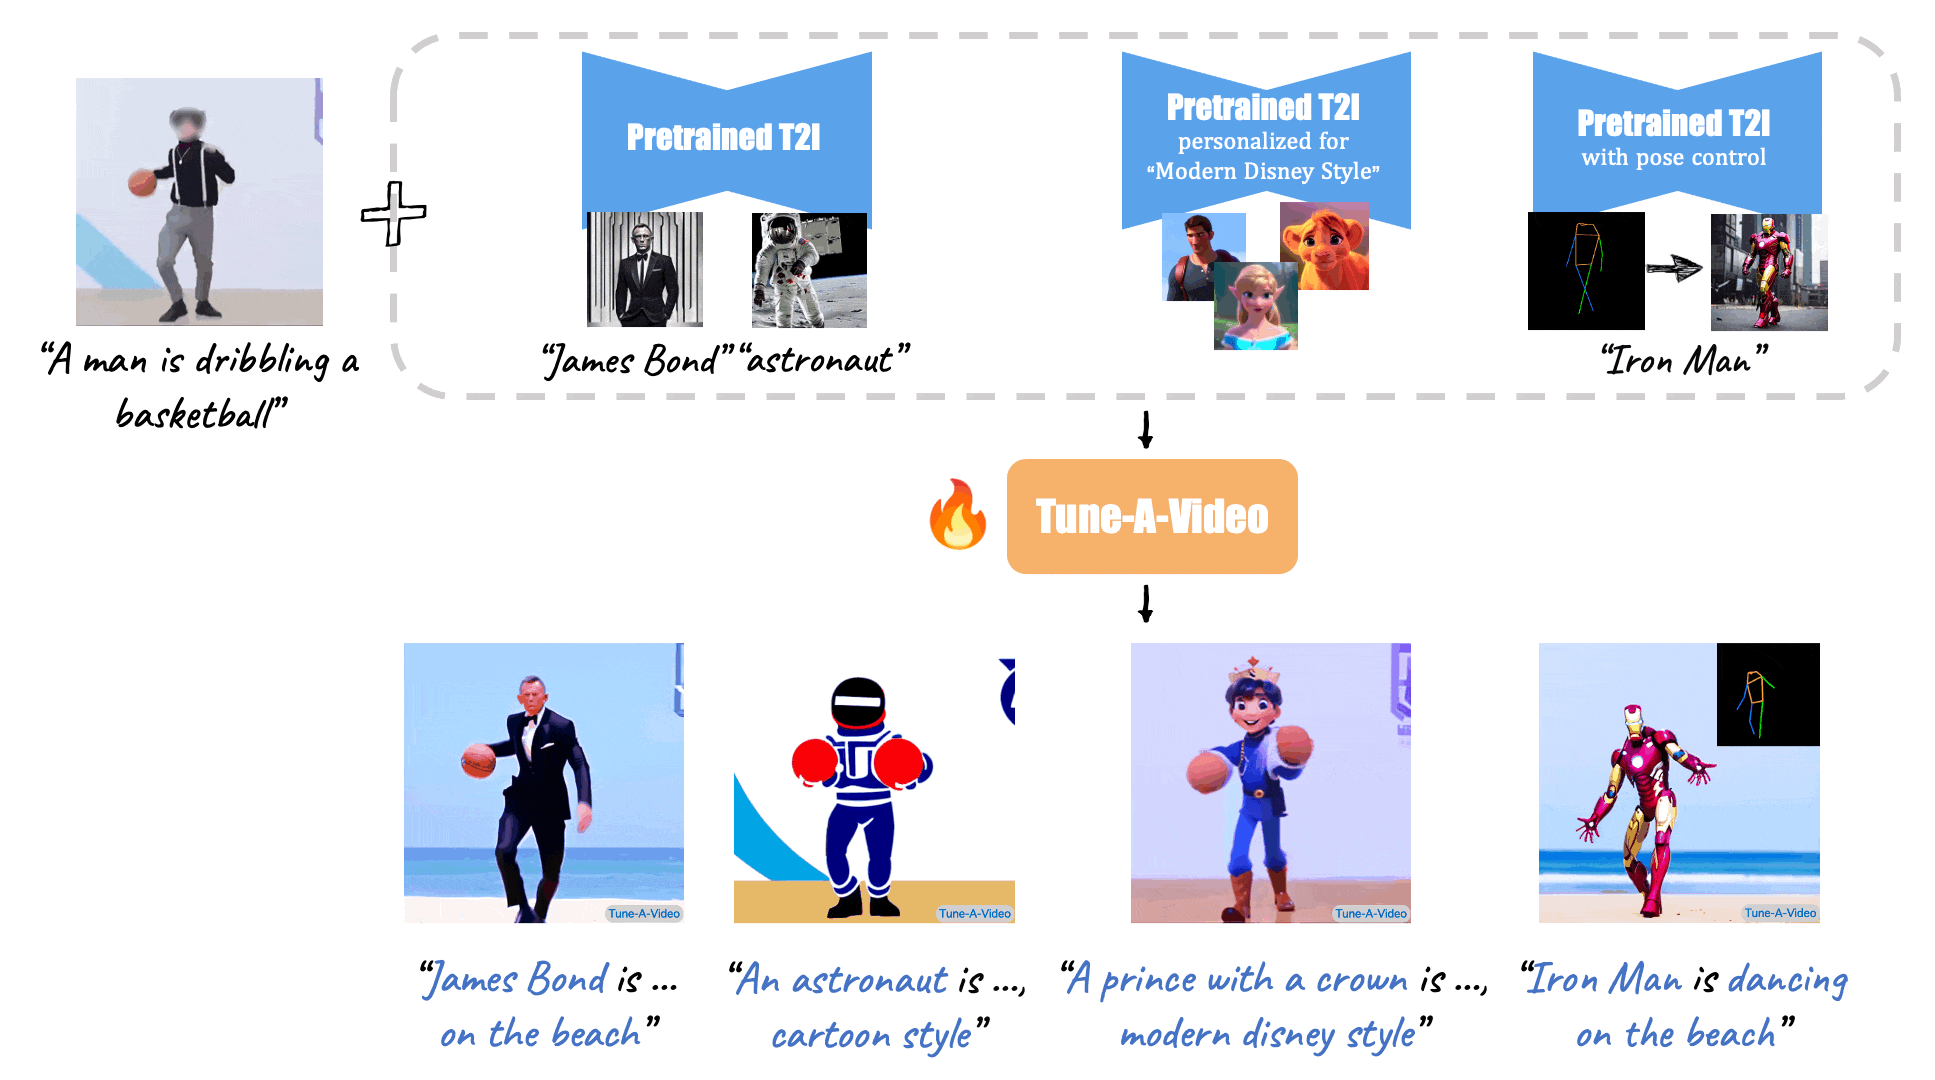 Pretrained T2I
Pretrained T2I
personalized for
“Modern Disney Style”
Pretrained T2I
with pose control
“A man is dribbling a
basketball”
“James Bond”
“astronaut”
“Iron Man”
Tune-A-Video
Tune-A-Video
Tune-A-Video
Tune-A-Video
Tune-A-Video
“James Bond is ...
on the beach”
“An astronaut is ...,
cartoon style”
“A prince with a crown is ...,
modern disney style”
“Iron Man is dancing
on the beach”